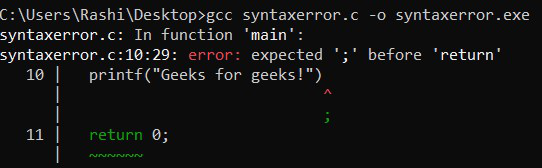 C:\Users\Rashi\Desktop>gcc syntaxerror.c -o syntaxerror.exe
syntaxerror.c: In function 'main':
syntaxerror.c:10:29: error: expected ';' before 'return'
   10 |   printf("Geeks for geeks!")
      |                             ^
      |                             ;
   11 |   return 0;
      |   ~~~~~~